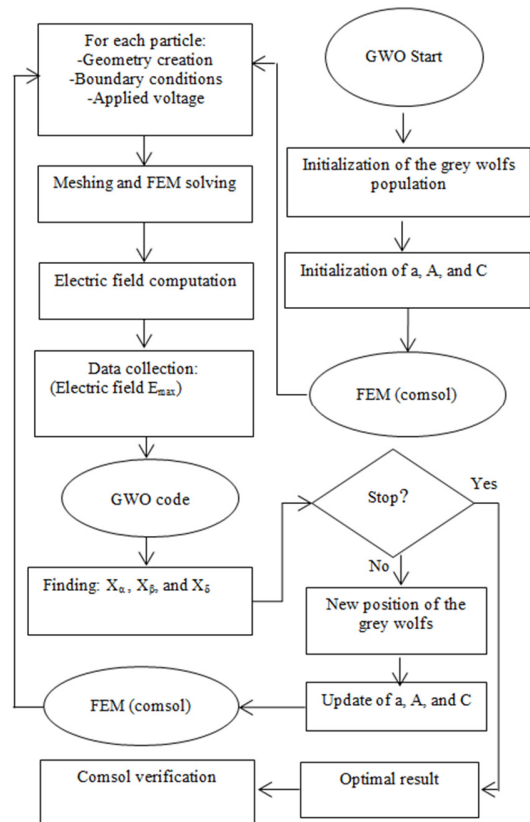 For each particle:
-Geometry creation
-Boundary conditions
-Applied voltage
Meshing and FEM solving
Electric field computation
Data collection:
(Electric field Emax)
GWO code
Finding: Xα, Xβ, and Xδ
FEM (comsol)
Comsol verification
GWO Start
Initialization of the grey wolfs
population
Initialization of a, A, and C
FEM (comsol)
Stop?
Yes
No
New position of the
grey wolfs
Update of a, A, and C
Optimal result